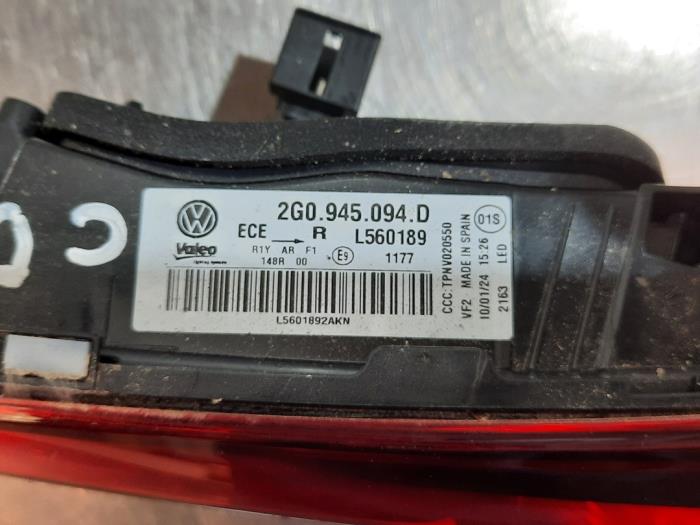 2G0.945.094.D
ECE → R L560189
Valeo
R1Y AR F1 E9 1177
148R 00
L5601892AKN
CCC:TPNV020550
VF2 MADE IN SPAIN 01S
10/01/24 15:26
2163 LED